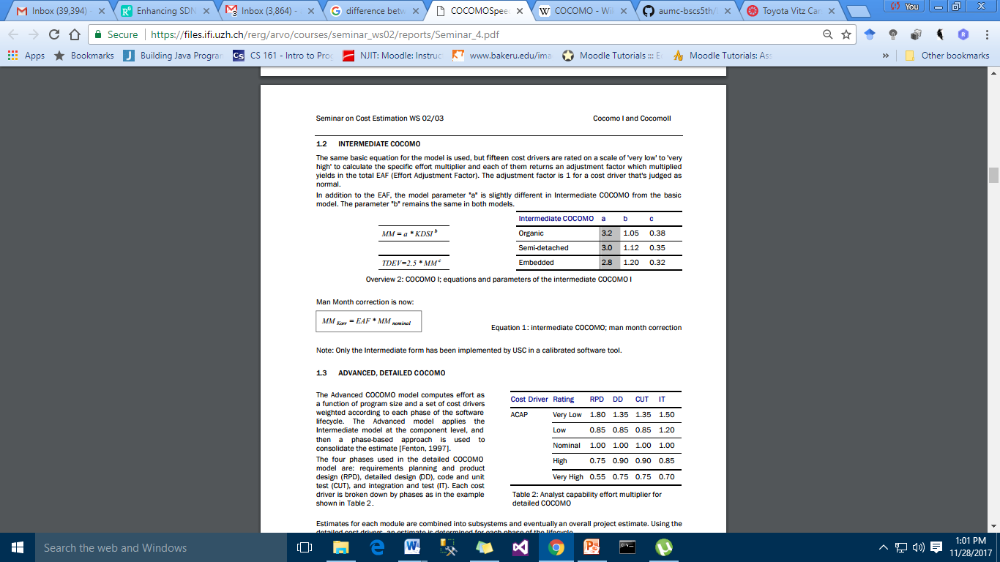 Inbox (39,394) -
Enhancing SDN
Inbox (3,864) -
difference betw
COCOMOSpee
COCOMO - Wi
aumc-bscs5th/
Toyota Vitz Car
You
Secure | https://files.ifi.uzh.ch/rerg/arvo/courses/seminar_ws02/reports/Seminar_4.pdf
Apps Bookmarks Building Java Program CS 161 - Intro to Pro NJIT: Moodle: Instruc www.bakeru.edu/ima Moodle Tutorials ::: E Moodle Tutorials: Ass » Other bookmarks
Seminar on Cost Estimation WS 02/03 Cocomo I and CocomoII
1.2 INTERMEDIATE COCOMO
The same basic equation for the model is used, but fifteen cost drivers are rated on a scale of 'very low' to 'very
high' to calculate the specific effort multiplier and each of them returns an adjustment factor which multiplied
yields in the total EAF (Effort Adjustment Factor). The adjustment factor is 1 for a cost driver that's judged as
normal.
In addition to the EAF, the model parameter "a" is slightly different in Intermediate COCOMO from the basic
model. The parameter "b" remains the same in both models.
MM = a * KDSI b
TDEV=2.5 * MM c
Intermediate COCOMO a b c
Organic 3.2 1.05 0.38
Semi-detached 3.0 1.12 0.35
Embedded 2.8 1.20 0.32
Overview 2: COCOMO I; equations and parameters of the intermediate COCOMO I
Man Month correction is now:
MM Korr = EAF * MM nominal
Equation 1: intermediate COCOMO; man month correction
Note: Only the Intermediate form has been implemented by USC in a calibrated software tool.
1.3 ADVANCED, DETAILED COCOMO
The Advanced COCOMO model computes effort as
a function of program size and a set of cost drivers
weighted according to each phase of the software
lifecycle. The Advanced model applies the
Intermediate model at the component level, and
then a phase-based approach is used to
consolidate the estimate [Fenton, 1997].
The four phases used in the detailed COCOMO
model are: requirements planning and product
design (RPD), detailed design (DD), code and unit
test (CUT), and integration and test (IT). Each cost
driver is broken down by phases as in the example
shown in Table 2.
Cost Driver Rating RPD DD CUT IT
ACAP Very Low 1.80 1.35 1.35 1.50
Low 0.85 0.85 0.85 1.20
Nominal 1.00 1.00 1.00 1.00
High 0.75 0.90 0.90 0.85
Very High 0.55 0.75 0.75 0.70
Table 2: Analyst capability effort multiplier for
detailed COCOMO
Estimates for each module are combined into subsystems and eventually an overall project estimate. Using the
detailed cost drivers, an estimate is determined for each phase of the lifecycle.
Search the web and Windows
1:01 PM
11/28/2017